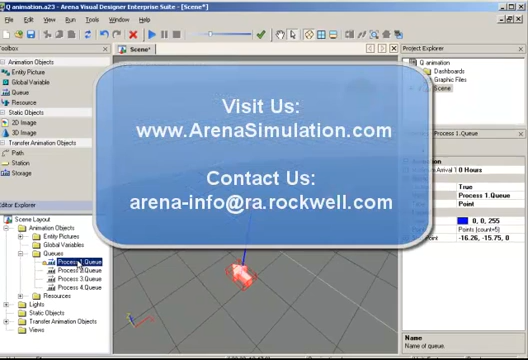 Q animation.a23 - Arena Visual Designer Enterprise Suite - [Scene*]
File Edit View Run Tools Window Help
Toolbox
Scene*
Project Explorer
Animation Objects
Entity Picture
Global Variable
Queue
Resource
Static Objects
2D Image
3D Image
Transfer Animation Objects
Path
Station
Storage
Q animation
Dashboards
Graphic Files
Scene
Visit Us:
www.ArenaSimulation.com
Contact Us:
arena-info@ra.rockwell.com
Process 1.Queue
Arrival T 0 Hours
True
Process 1.Queue
Point
0, 0, 255
Points (count=5)
Point -16.26, -15.75, 0
Editor Explorer
Scene Layout
Animation Objects
Entity Pictures
Global Variables
Queues
Process 1.Queue
Process 2.Queue
Process 3.Queue
Process 4.Queue
Resources
Lights
Static Objects
Transfer Animation Objects
Views
Name
Name of queue.